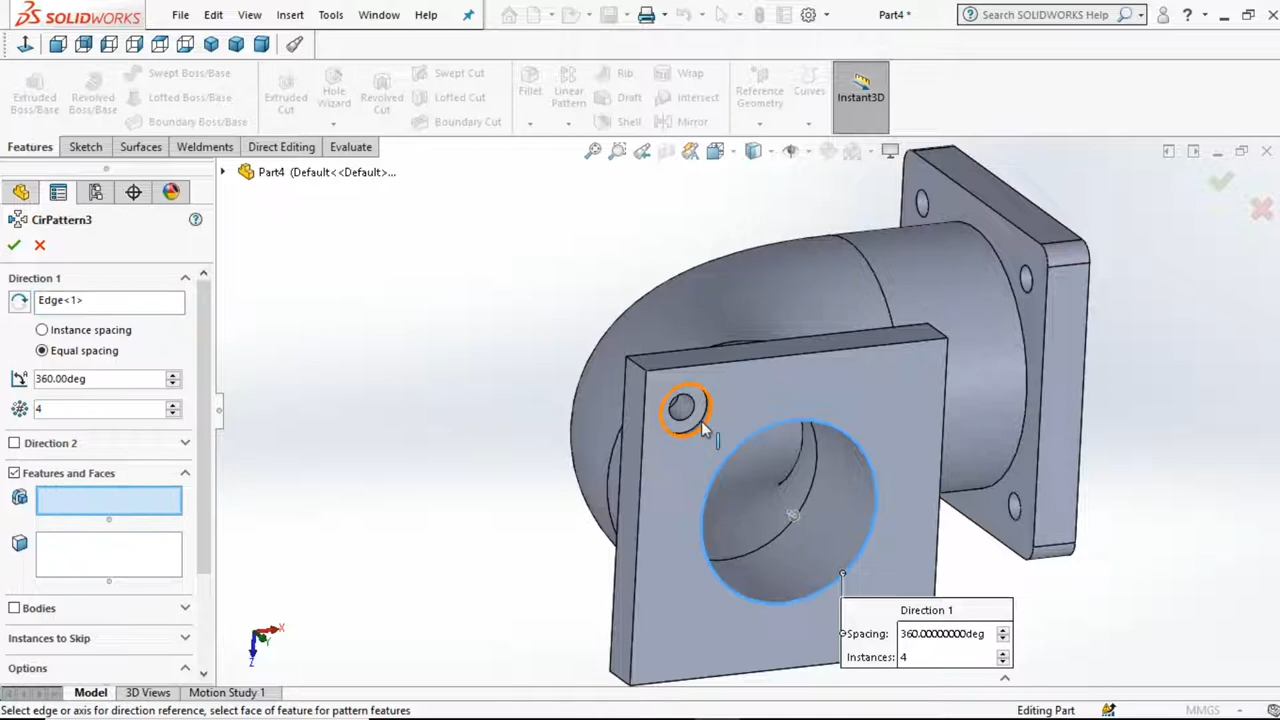 SOLIDWORKS File Edit View Insert Tools Window Help Part4 * Search SOLIDWORKS Help ?
Extruded Boss/Base
Revolved Boss/Base
Swept Boss/Base
Lofted Boss/Base
Boundary Boss/Base
Extruded Cut
Hole Wizard
Revolved Cut
Swept Cut
Lofted Cut
Boundary Cut
Fillet
Linear Pattern
Rib
Draft
Shell
Wrap
Intersect
Mirror
Reference Geometry
Curves
Instant3D
Features Sketch Surfaces Weldments Direct Editing Evaluate
Part4 (Default<<Default>...
CirPattern3
Direction 1
Edge<1>
Instance spacing
Equal spacing
360.00deg
4
Direction 2
Features and Faces
Bodies
Instances to Skip
Options
X
Y
Z
Direction 1
Spacing: 360.00000000deg
Instances: 4
Model 3D Views Motion Study 1
Select edge or axis for direction reference, select face of feature for pattern features Editing Part MMGS